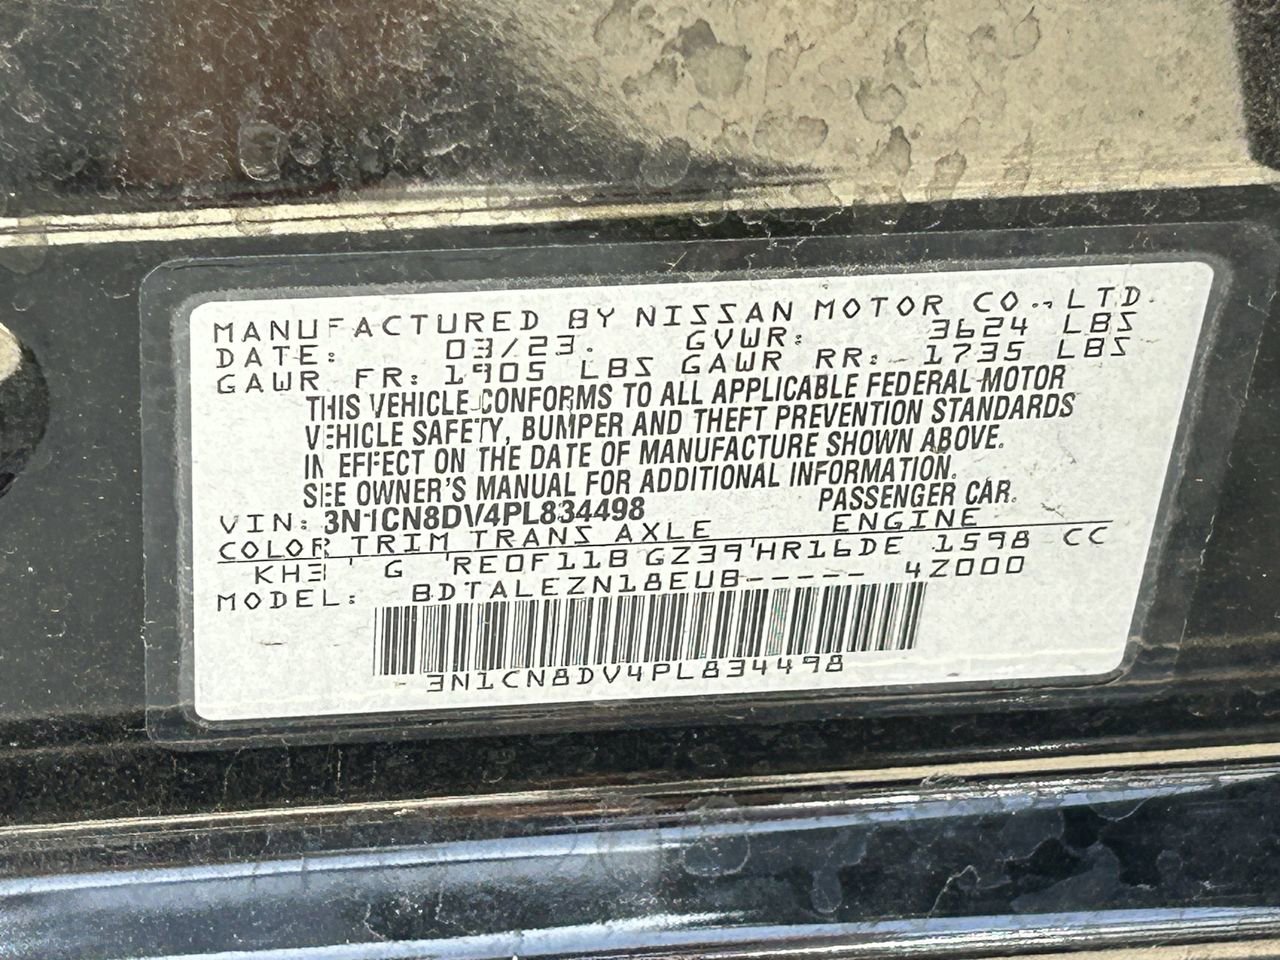 MANUFACTURED BY NISSAN MOTOR CO., LTD.
DATE: 03/23. GVWR: 3624 LBS
GAWR FR: 1905 LBS GAWR RR: 1735 LBS
THIS VEHICLE CONFORMS TO ALL APPLICABLE FEDERAL MOTOR
VEHICLE SAFETY, BUMPER AND THEFT PREVENTION STANDARDS
IN EFFECT ON THE DATE OF MANUFACTURE SHOWN ABOVE.
SEE OWNER'S MANUAL FOR ADDITIONAL INFORMATION.
VIN: 3N1CN8DV4PL834498 PASSENGER CAR.
COLOR TRIM TRANS AXLE ENGINE
KH3 G RE0F11B GZ39 HR16DE 1598 CC
MODEL: BDTALEZN18EUB----- 4Z000
3N1CN8DV4PL834498